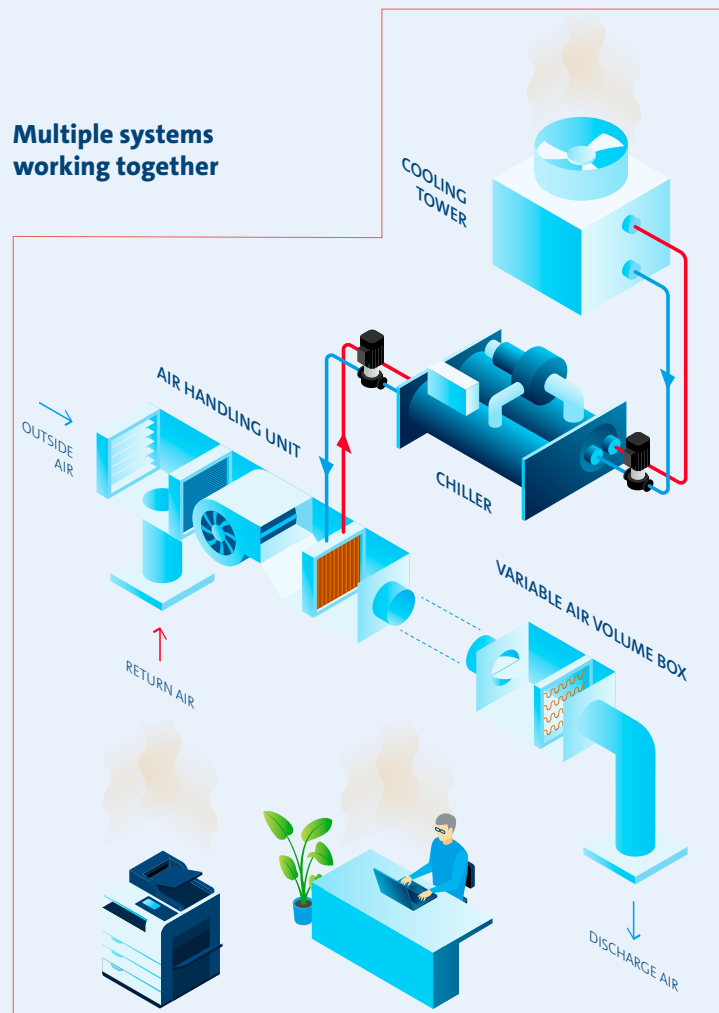 Multiple systems
working together
COOLING
TOWER
AIR HANDLING UNIT
OUTSIDE
AIR
CHILLER
VARIABLE AIR VOLUME BOX
RETURN AIR
DISCHARGE AIR